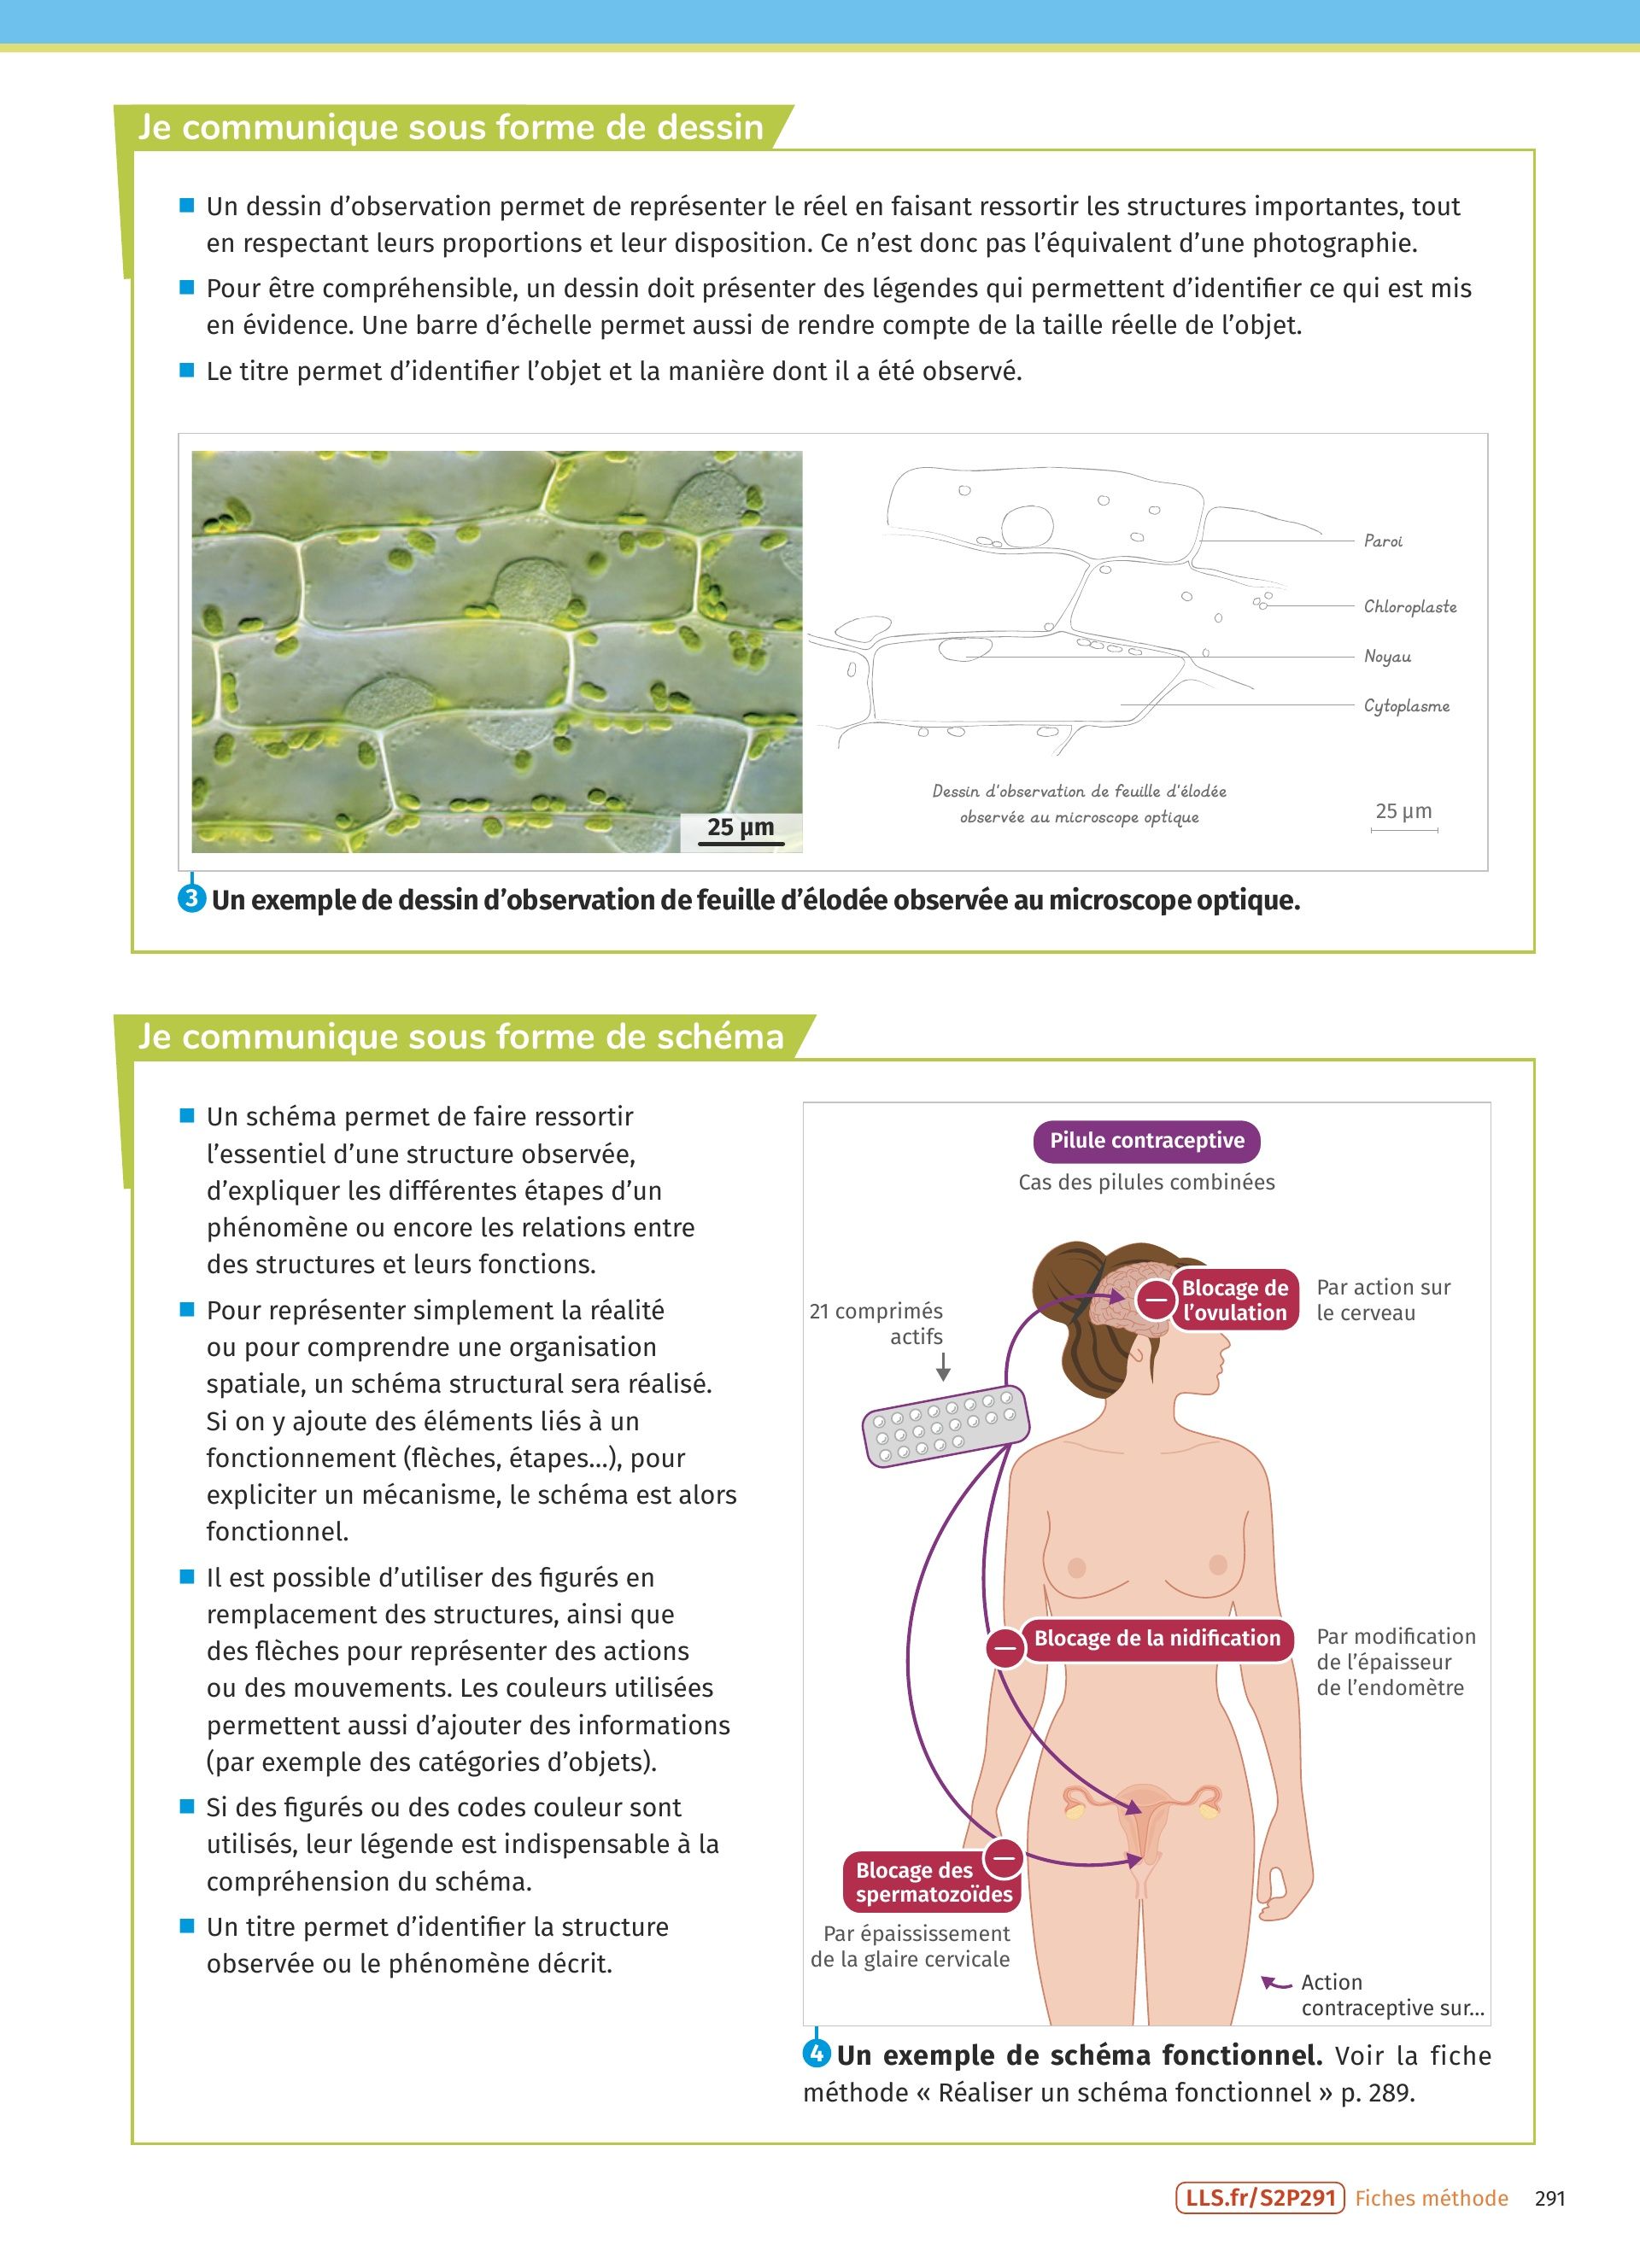 Je communique sous forme de dessin
Un dessin d’observation permet de représenter le réel en faisant ressortir les structures importantes, tout
en respectant leurs proportions et leur disposition. Ce n’est donc pas l’équivalent d’une photographie.
Pour être compréhensible, un dessin doit présenter des légendes qui permettent d’identifier ce qui est mis
en évidence. Une barre d’échelle permet aussi de rendre compte de la taille réelle de l’objet.
Le titre permet d’identifier l’objet et la manière dont il a été observé.
25 µm
Paroi
Chloroplaste
Noyau
Cytoplasme
Dessin d'observation de feuille d'élodée
observée au microscope optique
25 µm
3 Un exemple de dessin d’observation de feuille d’élodée observée au microscope optique.
Je communique sous forme de schéma
Un schéma permet de faire ressortir
l’essentiel d’une structure observée,
d’expliquer les différentes étapes d’un
phénomène ou encore les relations entre
des structures et leurs fonctions.
Pour représenter simplement la réalité
ou pour comprendre une organisation
spatiale, un schéma structural sera réalisé.
Si on y ajoute des éléments liés à un
fonctionnement (flèches, étapes…), pour
expliciter un mécanisme, le schéma est alors
fonctionnel.
Il est possible d’utiliser des figurés en
remplacement des structures, ainsi que
des flèches pour représenter des actions
ou des mouvements. Les couleurs utilisées
permettent aussi d’ajouter des informations
(par exemple des catégories d’objets).
Si des figurés ou des codes couleur sont
utilisés, leur légende est indispensable à la
compréhension du schéma.
Un titre permet d’identifier la structure
observée ou le phénomène décrit.
Pilule contraceptive
Cas des pilules combinées
21 comprimés
actifs
Blocage de
l’ovulation
Par action sur
le cerveau
Blocage de la nidification
Par modification
de l’épaisseur
de l’endomètre
Blocage des
spermatozoïdes
Par épaississement
de la glaire cervicale
Action
contraceptive sur…
4 Un exemple de schéma fonctionnel. Voir la fiche
méthode « Réaliser un schéma fonctionnel » p. 289.
LLS.fr/S2P291 Fiches méthode 291